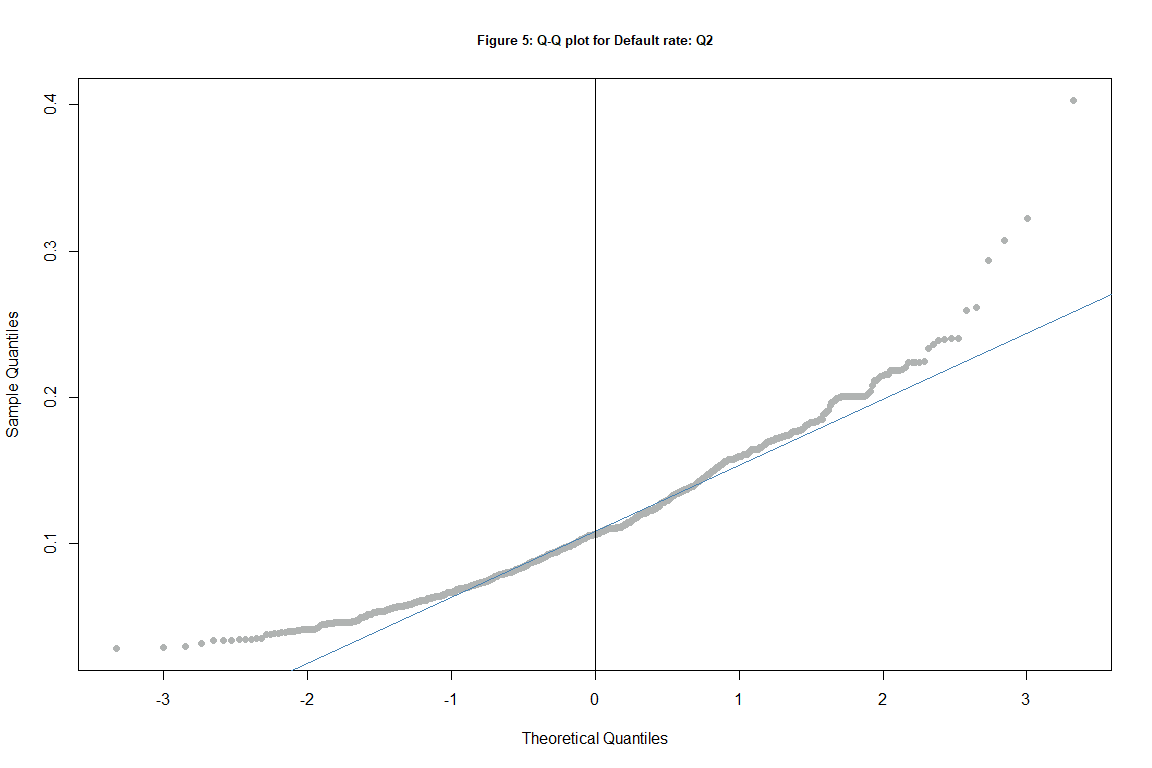 Figure 5: Q-Q plot for Default rate: Q2
0.4
0.3
0.2
0.1
Sample Quantiles
-3 -2 -1 0 1 2 3
Theoretical Quantiles